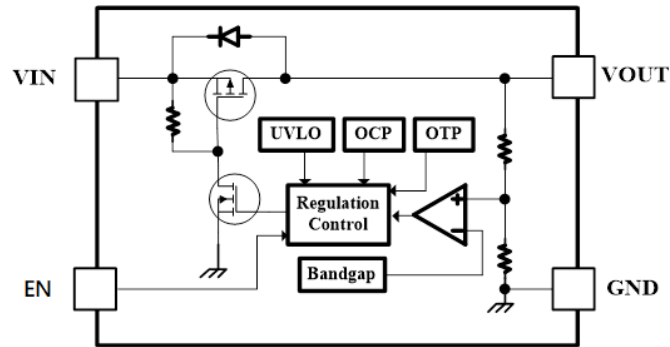 VIN
VOUT
UVLO
OCP
OTP
Regulation
Control
+
−
Bandgap
EN
GND